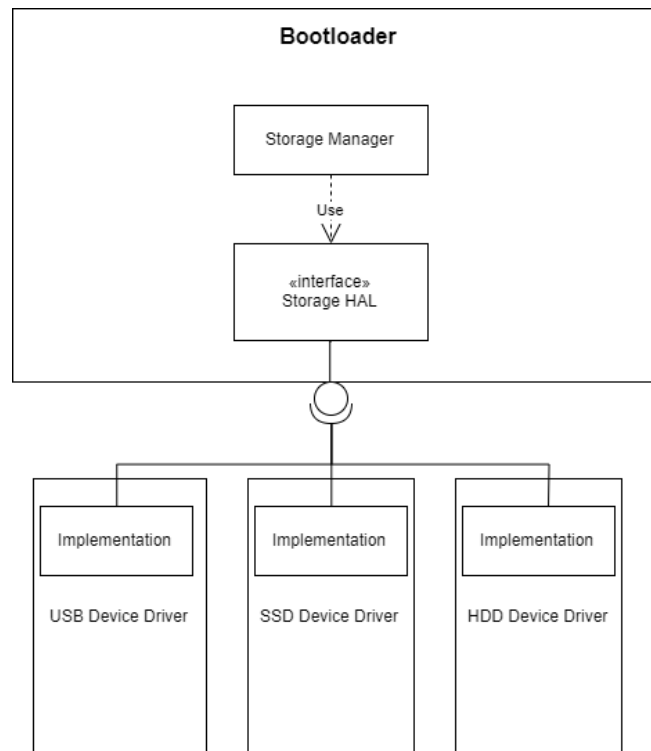 Bootloader
Storage Manager
Use
«interface»
Storage HAL
Implementation
Implementation
Implementation
USB Device Driver
SSD Device Driver
HDD Device Driver